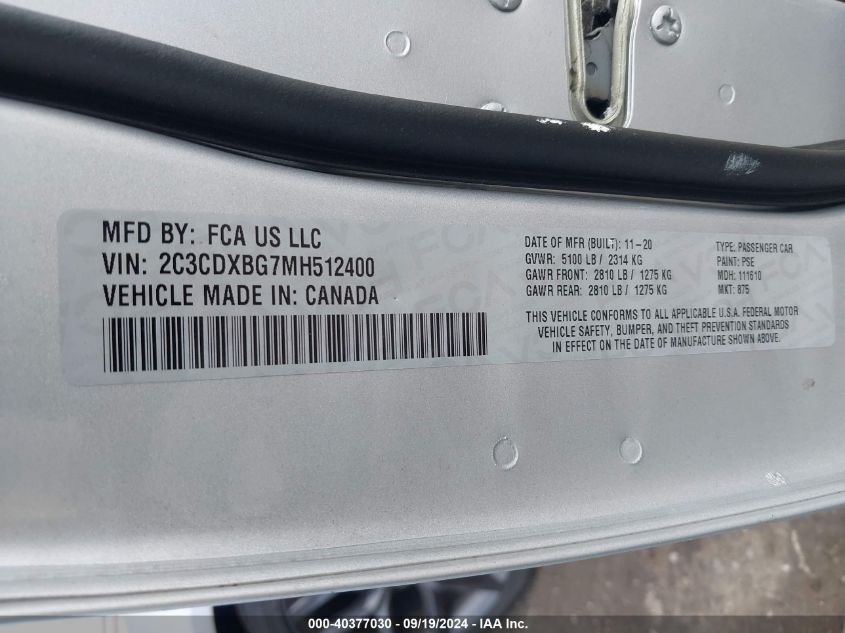 MFD BY: FCA US LLC
VIN: 2C3CDXBG7MH512400
VEHICLE MADE IN: CANADA
DATE OF MFR (BUILT): 11-20
GVWR: 5100 LB / 2314 KG
GAWR FRONT: 2810 LB / 1275 KG
GAWR REAR: 2810 LB / 1275 KG
TYPE: PASSENGER CAR
PAINT: PSE
MDH: 111610
MKT: 875
THIS VEHICLE CONFORMS TO ALL APPLICABLE U.S.A. FEDERAL MOTOR
VEHICLE SAFETY, BUMPER, AND THEFT PREVENTION STANDARDS
IN EFFECT ON THE DATE OF MANUFACTURE SHOWN ABOVE.
000-40377030 - 09/19/2024 - IAA Inc.